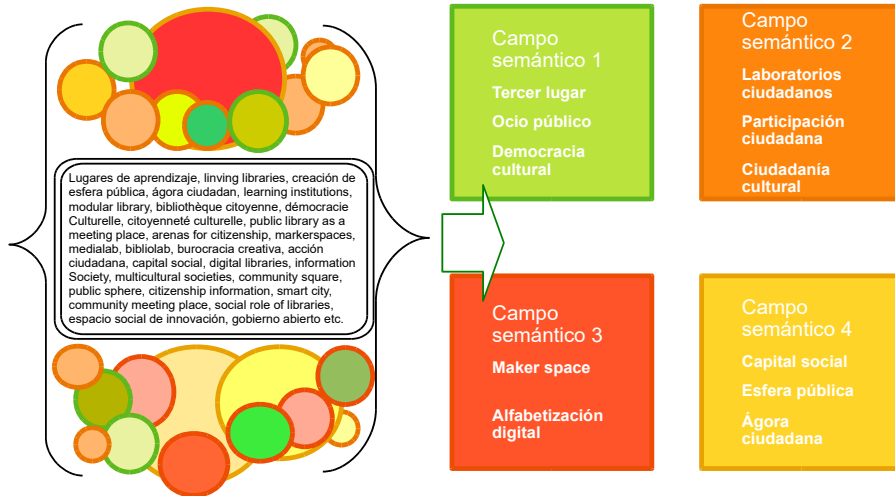 Lugares de aprendizaje, linving libraries, creación de
esfera pública, ágora ciudadan, learning institutions,
modular library, bibliothèque citoyenne, démocracie
Culturelle, citoyenneté culturelle, public library as a
meeting place, arenas for citizenship, markerspaces,
medialab, bibliolab, burocracia creativa, acción
ciudadana, capital social, digital libraries, information
Society, multicultural societies, community square,
public sphere, citizenship information, smart city,
community meeting place, social role of libraries,
espacio social de innovación, gobierno abierto etc.
Campo
semántico 1
Tercer lugar
Ocio público
Democracia
cultural
Campo
semántico 2
Laboratorios
ciudadanos
Participación
ciudadana
Ciudadanía
cultural
Campo
semántico 3
Maker space
Alfabetización
digital
Campo
semántico 4
Capital social
Esfera pública
Ágora
ciudadana